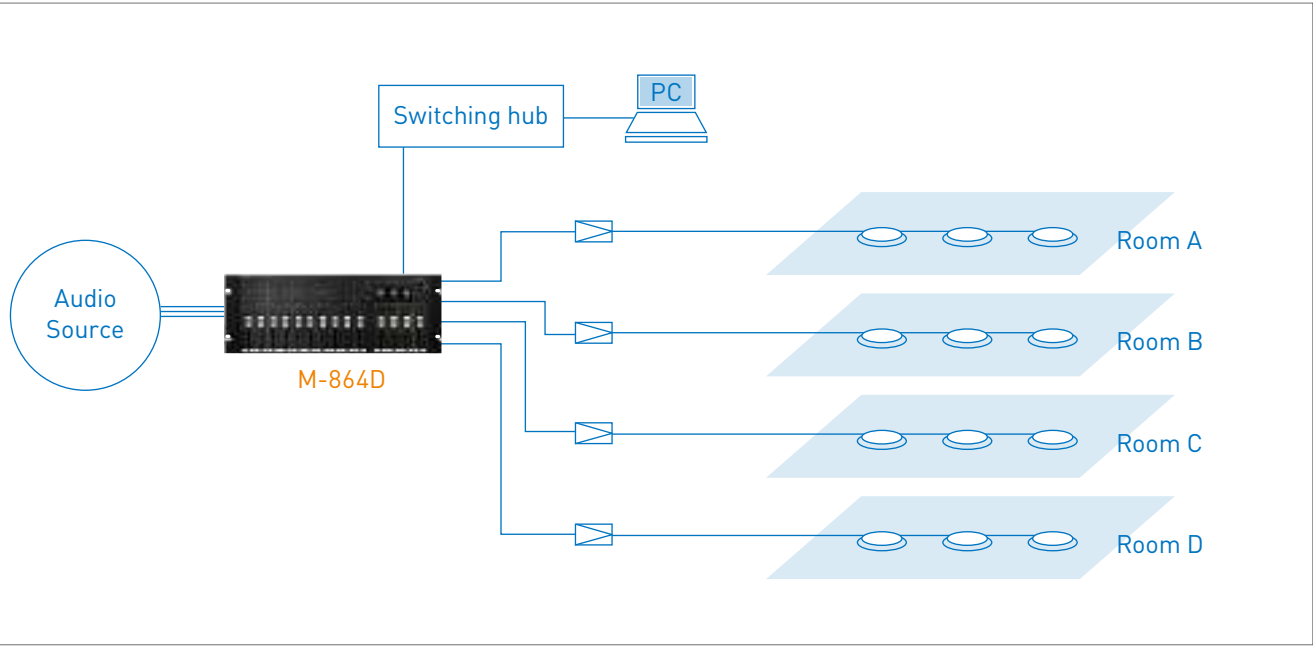 PC
Switching hub
Room A
Audio
Source
Room B
M-864D
Room C
Room D